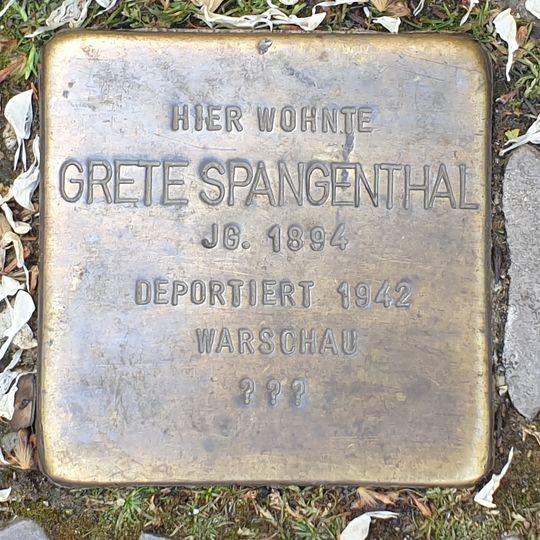 HIER WOHNTE
GRETE SPANGENTHAL
JG. 1894
DEPORTIERT 1942
WARSCHAU
???